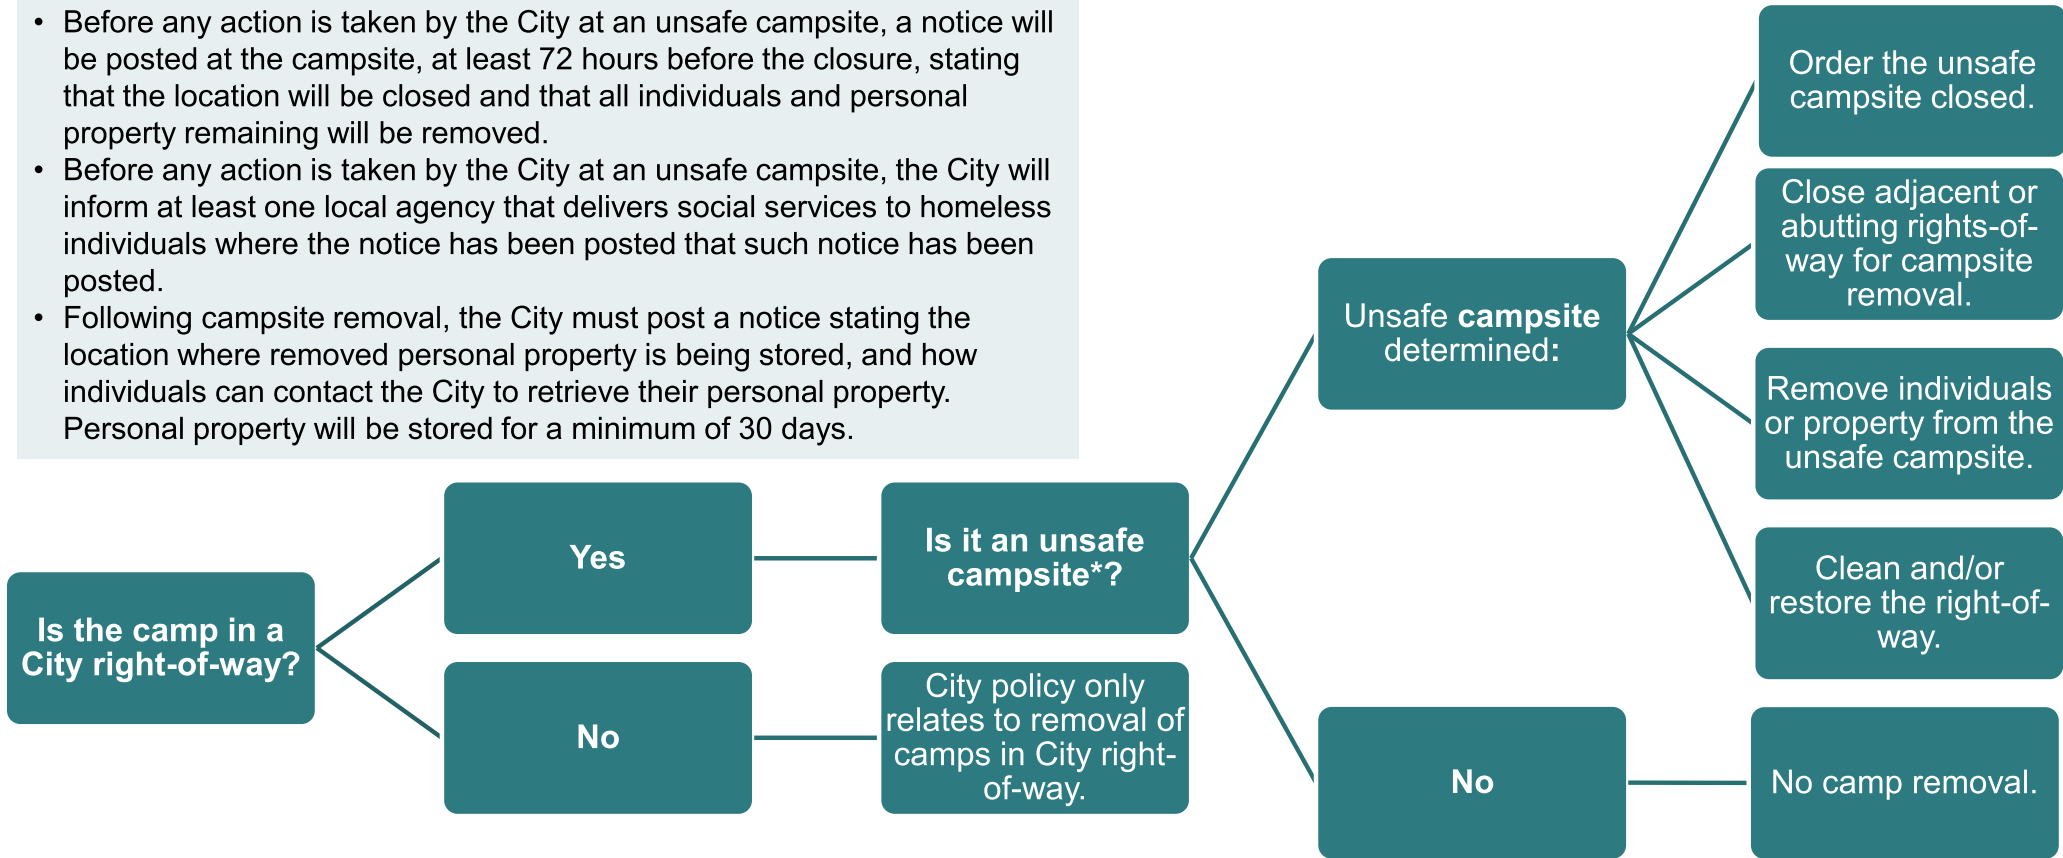 • Before any action is taken by the City at an unsafe campsite, a notice will
be posted at the campsite, at least 72 hours before the closure, stating
that the location will be closed and that all individuals and personal
property remaining will be removed.
• Before any action is taken by the City at an unsafe campsite, the City will
inform at least one local agency that delivers social services to homeless
individuals where the notice has been posted that such notice has been
posted.
• Following campsite removal, the City must post a notice stating the
location where removed personal property is being stored, and how
individuals can contact the City to retrieve their personal property.
Personal property will be stored for a minimum of 30 days.
Is the camp in a
City right-of-way?
Yes
No
Is it an unsafe
campsite*?
City policy only
relates to removal of
camps in City right-
of-way.
Unsafe campsite
determined:
No
Order the unsafe
campsite closed.
Close adjacent or
abutting rights-of-
way for campsite
removal.
Remove individuals
or property from the
unsafe campsite.
Clean and/or
restore the right-of-
way.
No camp removal.